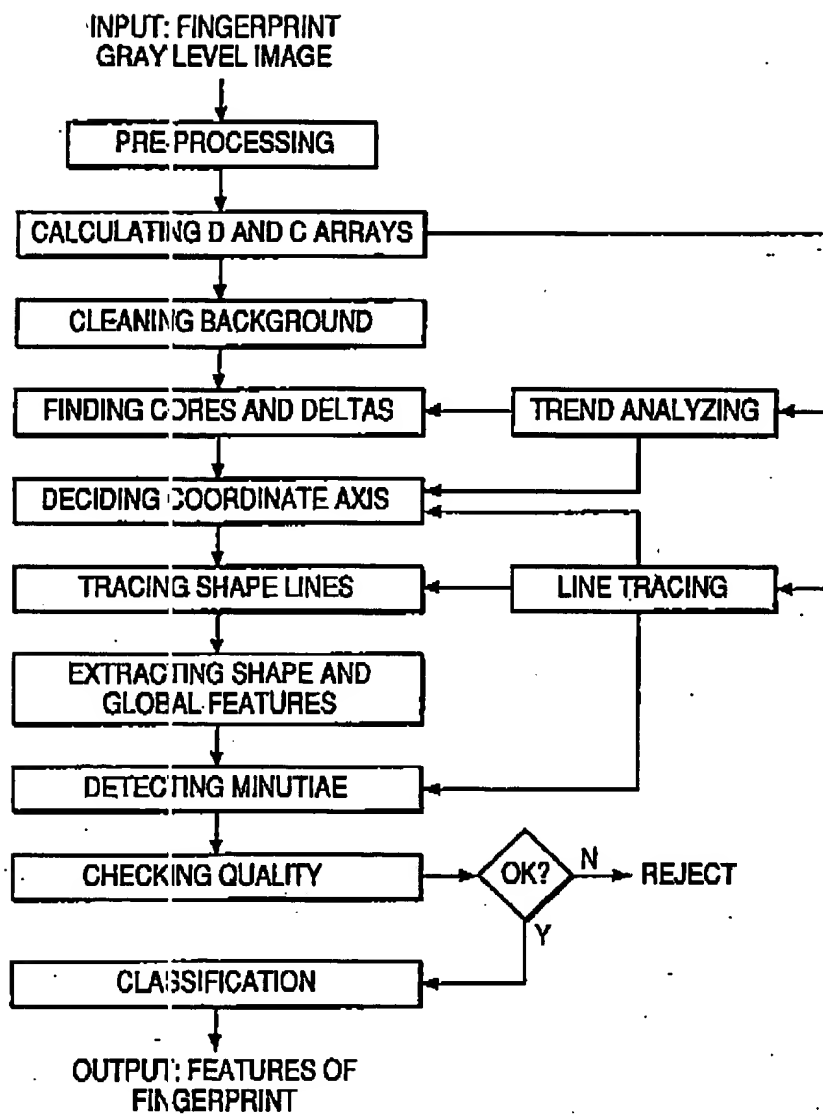 INPUT: FINGERPRINT
GRAY LEVEL IMAGE
PRE-PROCESSING
CALCULATING D AND C ARRAYS
CLEANING BACKGROUND
FINDING CORES AND DELTAS
TREND ANALYZING
DECIDING COORDINATE AXIS
TRACING SHAPE LINES
LINE TRACING
EXTRACTING SHAPE AND
GLOBAL FEATURES
DETECTING MINUTIAE
CHECKING QUALITY
OK?
N
REJECT
Y
CLASSIFICATION
OUTPUT: FEATURES OF
FINGERPRINT